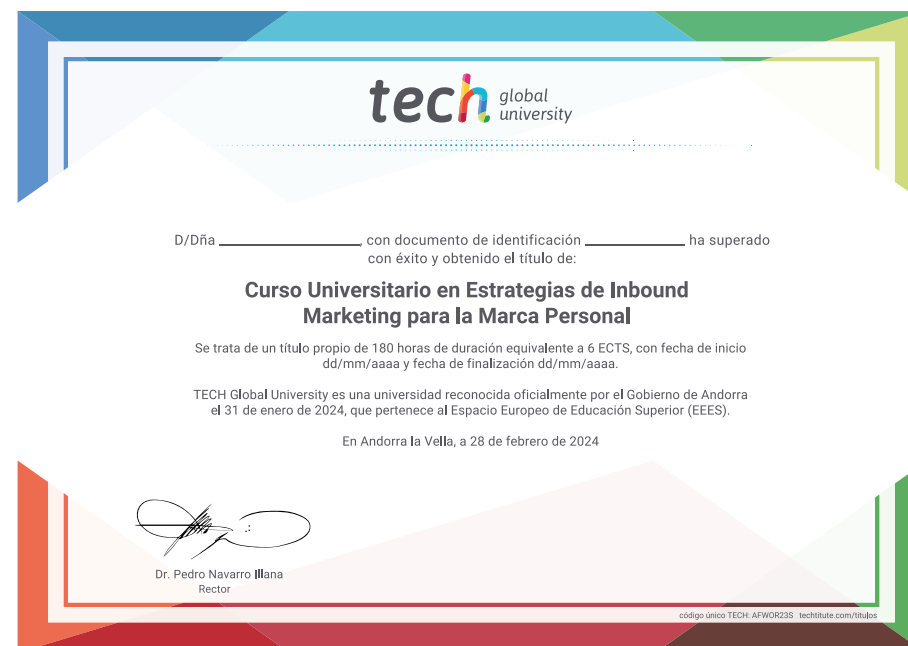 tech global university
D/Dña ____________________, con documento de identificación ______________ ha superado
con éxito y obtenido el título de:
Curso Universitario en Estrategias de Inbound
Marketing para la Marca Personal
Se trata de un título propio de 180 horas de duración equivalente a 6 ECTS, con fecha de inicio
dd/mm/aaaa y fecha de finalización dd/mm/aaaa.
TECH Global University es una universidad reconocida oficialmente por el Gobierno de Andorra
el 31 de enero de 2024, que pertenece al Espacio Europeo de Educación Superior (EEES).
En Andorra la Vella, a 28 de febrero de 2024
Dr. Pedro Navarro Illana
Rector
código único TECH: AFWOR23S techtitute.com/titulos